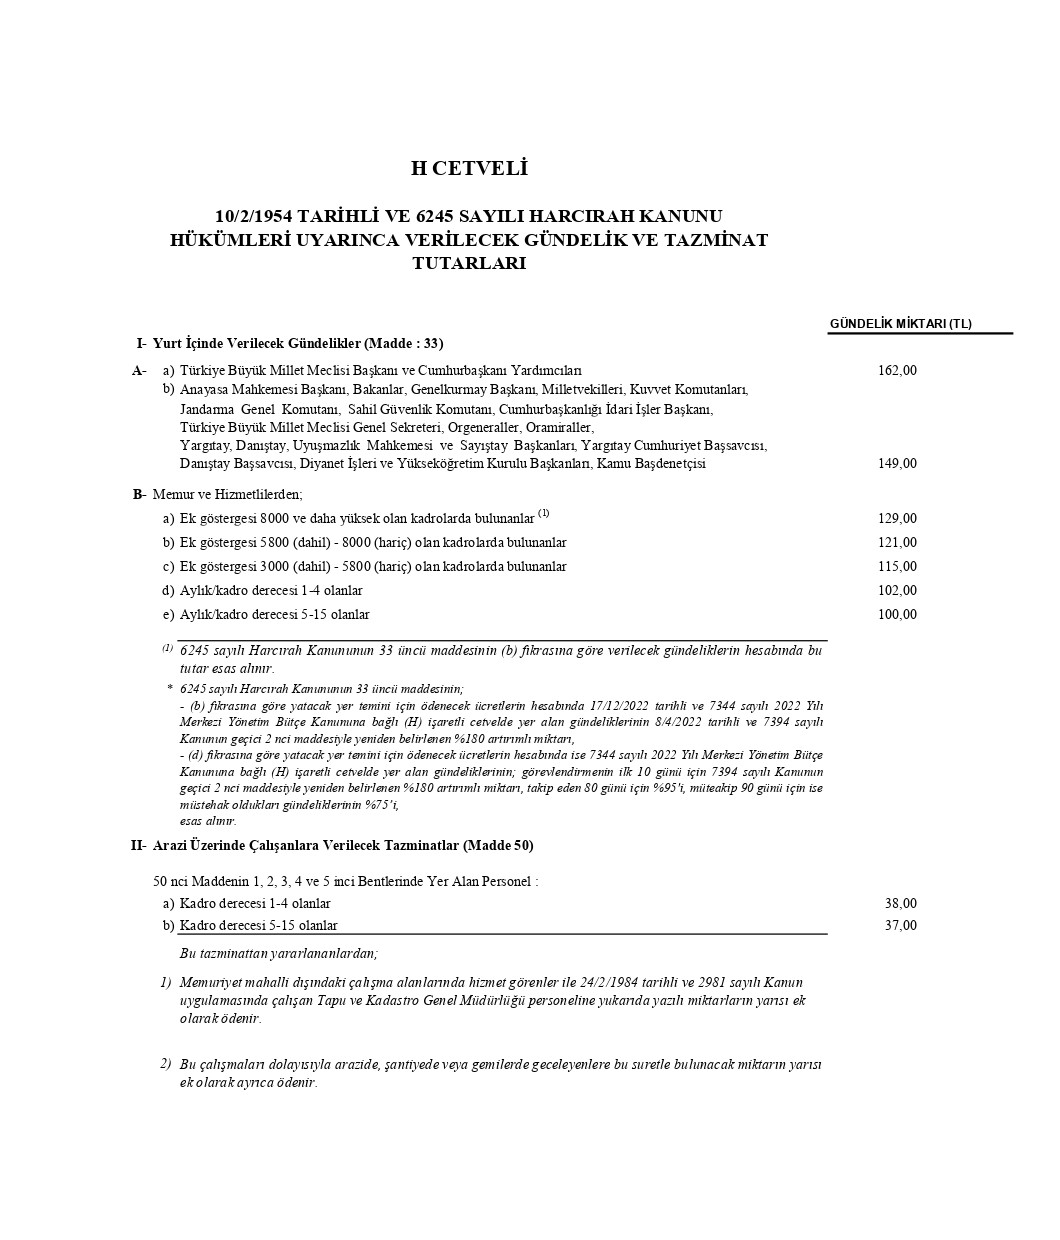 H CETVELİ
10/2/1954 TARİHLİ VE 6245 SAYILI HARCIRAH KANUNU
HÜKÜMLERİ UYARINCA VERİLECEK GÜNDELİK VE TAZMİNAT
TUTARLARI
GÜNDELİK MİKTARI (TL)
I- Yurt İçinde Verilecek Gündelikler (Madde : 33)
A- a) Türkiye Büyük Millet Meclisi Başkanı ve Cumhurbaşkanı Yardımcıları 162,00
b) Anayasa Mahkemesi Başkanı, Bakanlar, Genelkurmay Başkanı, Milletvekilleri, Kuvvet Komutanları,
Jandarma Genel Komutanı, Sahil Güvenlik Komutanı, Cumhurbaşkanlığı İdari İşler Başkanı,
Türkiye Büyük Millet Meclisi Genel Sekreteri, Orgeneraller, Oramiraller,
Yargıtay, Danıştay, Uyuşmazlık Mahkemesi ve Sayıştay Başkanları, Yargıtay Cumhuriyet Başsavcısı,
Danıştay Başsavcısı, Diyanet İşleri ve Yükseköğretim Kurulu Başkanları, Kamu Başdenetçisi 149,00
B- Memur ve Hizmetlilerden;
a) Ek göstergesi 8000 ve daha yüksek olan kadrolarda bulunanlar (1) 129,00
b) Ek göstergesi 5800 (dahil) - 8000 (hariç) olan kadrolarda bulunanlar 121,00
c) Ek göstergesi 3000 (dahil) - 5800 (hariç) olan kadrolarda bulunanlar 115,00
d) Aylık/kadro derecesi 1-4 olanlar 102,00
e) Aylık/kadro derecesi 5-15 olanlar 100,00
(1) 6245 sayılı Harcırah Kanununun 33 üncü maddesinin (b) fıkrasına göre verilecek gündeliklerin hesabında bu
tutar esas alınır.
* 6245 sayılı Harcırah Kanununun 33 üncü maddesinin;
- (b) fıkrasına göre yatacak yer temini için ödenecek ücretlerin hesabında 17/12/2022 tarihli ve 7344 sayılı 2022 Yılı
Merkezi Yönetim Bütçe Kanununa bağlı (H) işaretli cetvelde yer alan gündeliklerinin 8/4/2022 tarihli ve 7394 sayılı
Kanunun geçici 2 nci maddesiyle yeniden belirlenen %180 artırımlı miktarı,
- (d) fıkrasına göre yatacak yer temini için ödenecek ücretlerin hesabında ise 7344 sayılı 2022 Yılı Merkezi Yönetim Bütçe
Kanununa bağlı (H) işaretli cetvelde yer alan gündeliklerinin; görevlendirmenin ilk 10 günü için 7394 sayılı Kanunun
geçici 2 nci maddesiyle yeniden belirlenen %180 artırımlı miktarı, takip eden 80 günü için %95'i, müteakip 90 günü için ise
müstehak oldukları gündeliklerinin %75'i,
esas alınır.
II- Arazi Üzerinde Çalışanlara Verilecek Tazminatlar (Madde 50)
50 nci Maddenin 1, 2, 3, 4 ve 5 inci Bentlerinde Yer Alan Personel :
a) Kadro derecesi 1-4 olanlar 38,00
b) Kadro derecesi 5-15 olanlar 37,00
Bu tazminattan yararlananlardan;
1) Memuriyet mahalli dışındaki çalışma alanlarında hizmet görenler ile 24/2/1984 tarihli ve 2981 sayılı Kanun
uygulamasında çalışan Tapu ve Kadastro Genel Müdürlüğü personeline yukarıda yazılı miktarların yarısı ek
olarak ödenir.
2) Bu çalışmaları dolayısıyla arazide, şantiyede veya gemilerde geceleyenlere bu suretle bulunacak miktarın yarısı
ek olarak ayrıca ödenir.